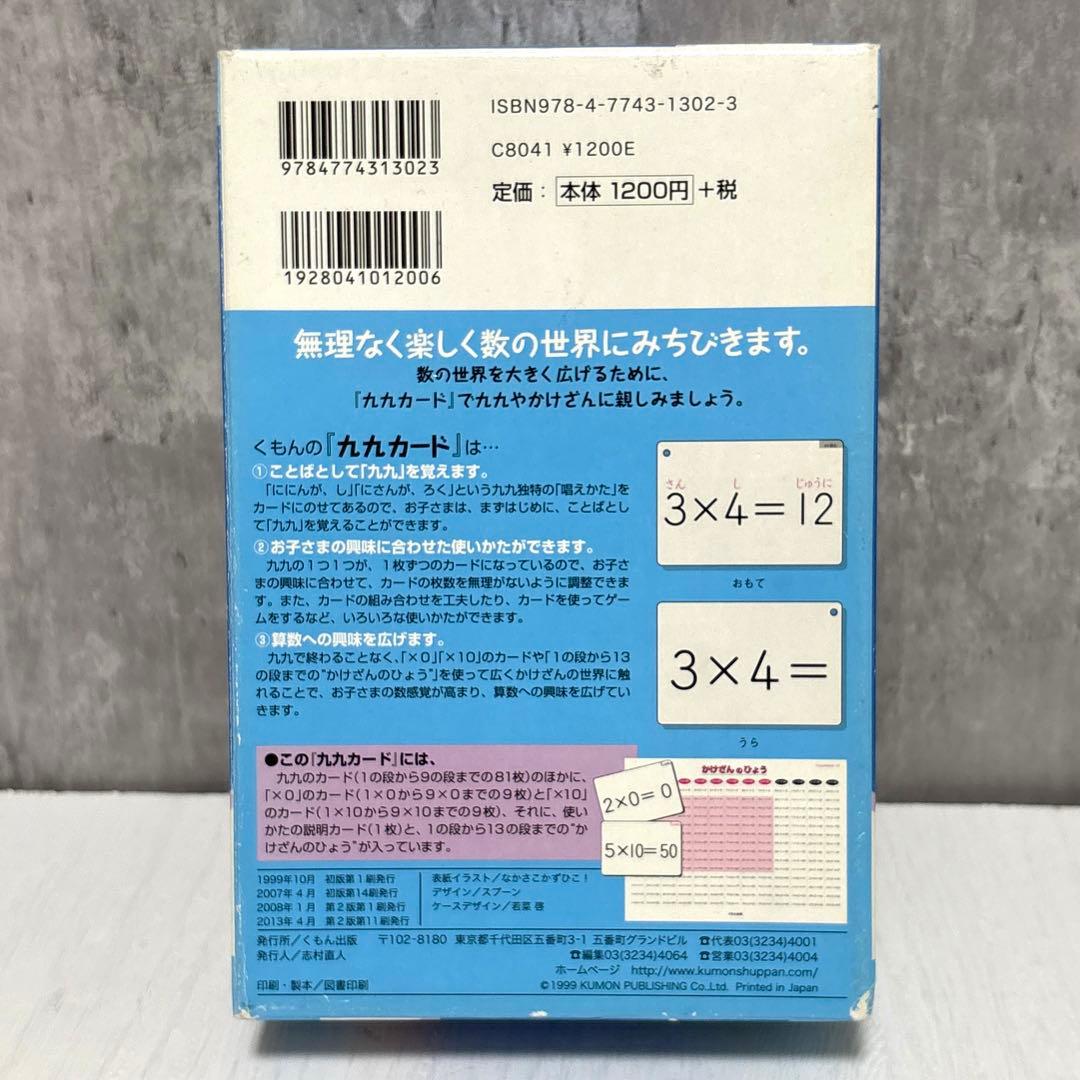 ISBN978-4-7743-1302-3
9784774313023
C8041 ¥1200E
定価： 本体 1200円 +税
1928041012006
無理なく楽しく数の世界にみちびきます。
数の世界を大きく広げるために、
『九九カード』で九九やかけざんに親しみましょう。
くもんの『九九カード』は…
①ことばとして「九九」を覚えます。
「ににんが、し」「にさんが、ろく」という九九独特の「唱えかた」を
カードにのせてあるので、お子さまは、まずはじめに、ことばとし
て「九九」を覚えることができます。
②お子さまの興味に合わせた使いかたができます。
九九の1つ1つが、1枚ずつのカードになっているので、お子さ
まの興味に合わせて、カードの枚数を無理がないように調整できま
す。また、カードの組み合わせを工夫したり、カードを使ってゲー
ムをするなど、いろいろな使いかたができます。
③算数への興味を広げます。
九九で終わることなく、「×0」「×10」のカードや「1の段から13
の段までの"かけざんのひょう"」を使って広くかけざんの世界に触
れることで、お子さまの数感覚が高まり、算数への興味を広げてい
きます。
さん し じゅうに
3×4=12
おもて
3×4=
うら
●この『九九カード』には、
九九のカード（1の段から9の段までの81枚）のほかに、
「×0」のカード（1×0から9×0までの9枚）と「×10」
のカード（1×10から9×10までの9枚）、それに、使い
かたの説明カード（1枚）と、1の段から13の段までの"か
けざんのひょう"が入っています。
2×0=0
5×10=50
かけざんのひょう
1999年10月 初版第1刷発行
2007年 4月 初版第14刷発行
2008年 1月 第2版第1刷発行
2013年 4月 第2版第11刷発行
表紙イラスト／なかさこかずひこ！
デザイン／スプーン
ケースデザイン／若菜 啓
発行所／くもん出版 〒102-8180 東京都千代田区五番町3-1 五番町グランドビル ☎代表03(3234)4001
発行人／志村直人 ☎編集03(3234)4064 ☎営業03(3234)4004
ホームページ http://www.kumonshuppan.com/
印刷・製本／図書印刷 ©1999 KUMON PUBLISHING Co.,Ltd. Printed in Japan